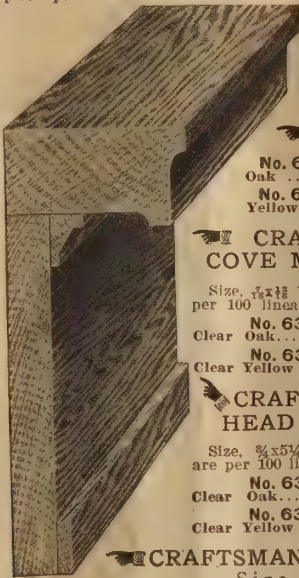 No. 6
Oak ..
No. 6
Yellow
CRA
COVE M
Size, 7/16x13
per 100 linea
No. 63
Clear Oak...
No. 63
Clear Yellow
CRAF
HEAD
Size, ¾x5¼
are per 100 li
No. 63
Clear Oak...
No. 63
Clear Yellow
CRAFTSMAN
Size